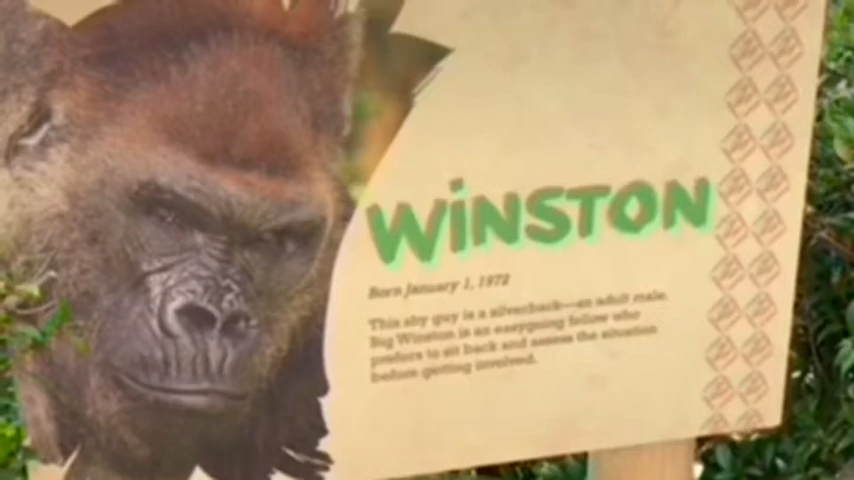 WiNSTON
Born January 1, 1972
This shy guy is a silverback—an adult male.
Big Winston is an easygoing fellow who
prefers to sit back and assess the situation
before getting involved.